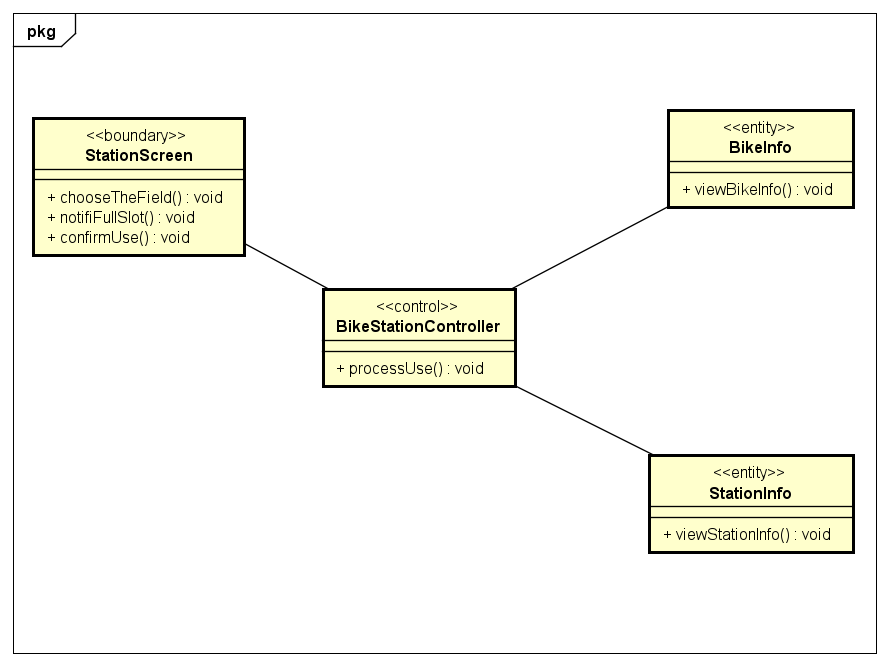 pkg
<<boundary>>
StationScreen
+ chooseTheField() : void
+ notifiFullSlot() : void
+ confirmUse() : void
<<entity>>
BikeInfo
+ viewBikeInfo() : void
<<control>>
BikeStationController
+ processUse() : void
<<entity>>
StationInfo
+ viewStationInfo() : void